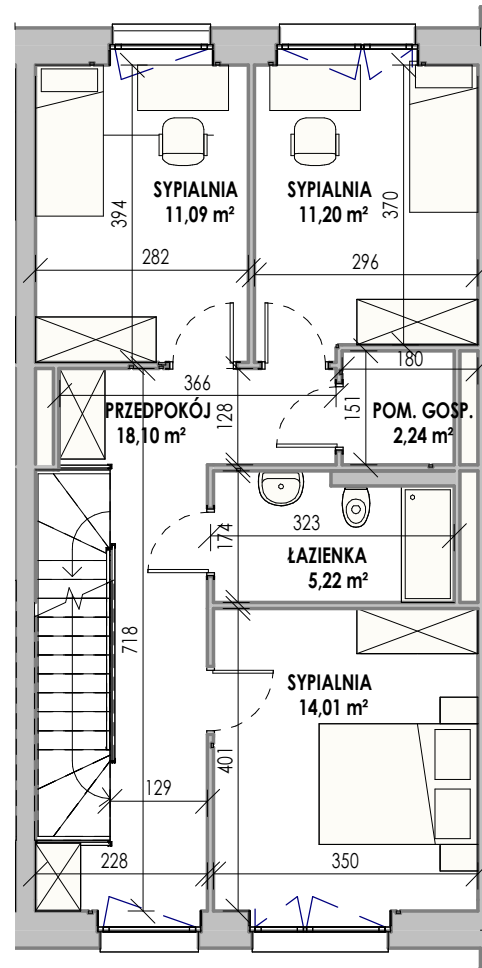 SYPIALNIA
11,09 m²
SYPIALNIA
11,20 m²
394
370
282
296
366
180
PRZEDPOKÓJ
18,10 m²
128
151
POM. GOSP.
2,24 m²
174
323
ŁAZIENKA
5,22 m²
718
SYPIALNIA
14,01 m²
401
129
228
350